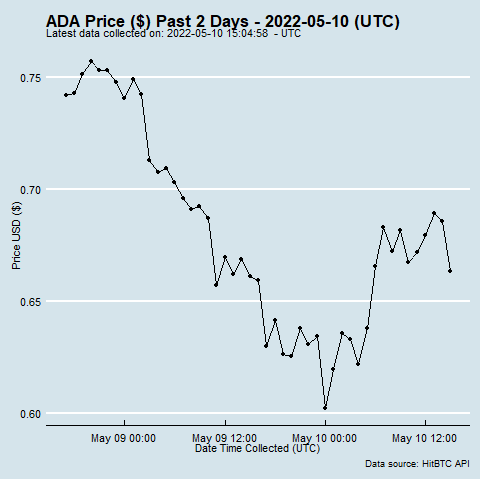 ADA Price ($) Past 2 Days - 2022-05-10 (UTC)
Latest data collected on: 2022-05-10 15:04:58  - UTC
0.75
0.70
0.65
0.60
Price USD ($)
May 09 00:00 May 09 12:00 May 10 00:00 May 10 12:00
Date Time Collected (UTC)
Data source: HitBTC API